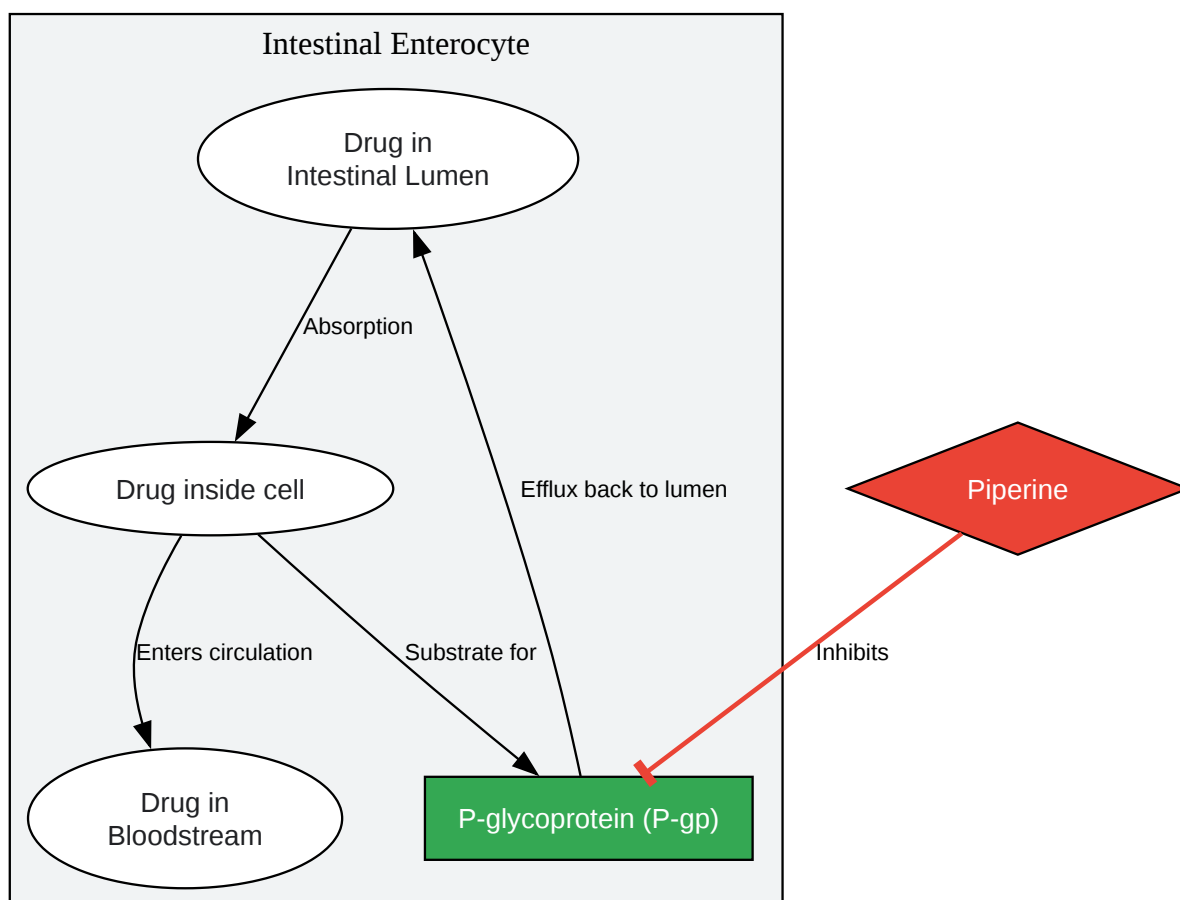 Intestinal Enterocyte
Drug in
Intestinal Lumen
Absorption
Drug inside cell
Efflux back to lumen
Piperine
Enters circulation
Substrate for
Inhibits
Drug in
Bloodstream
P-glycoprotein (P-gp)